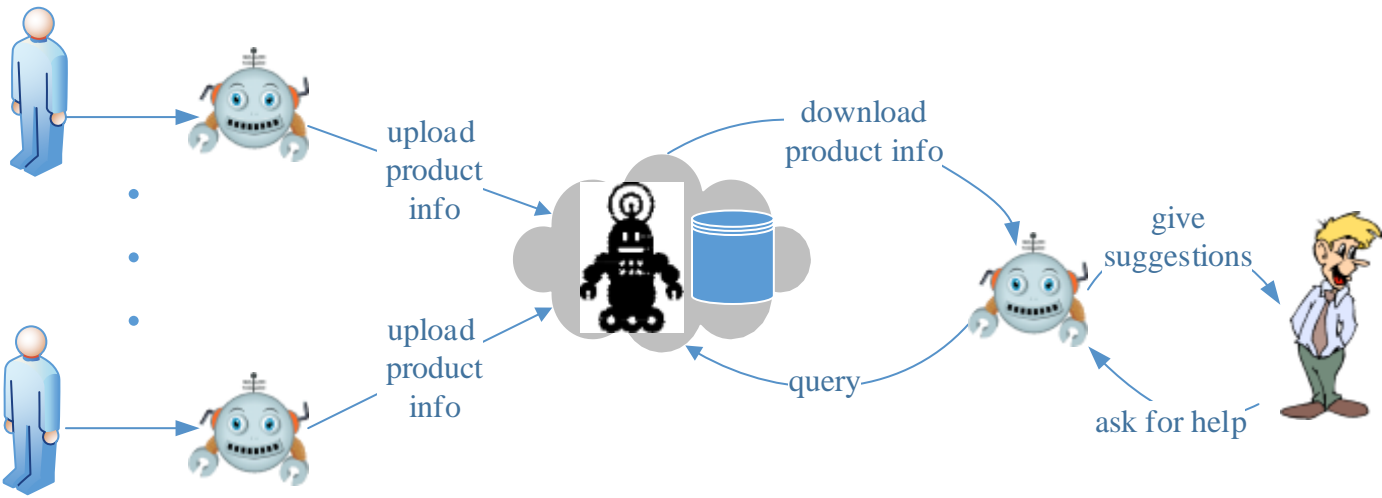 upload
product
info
upload
product
info
download
product info
query
give
suggestions
ask for help